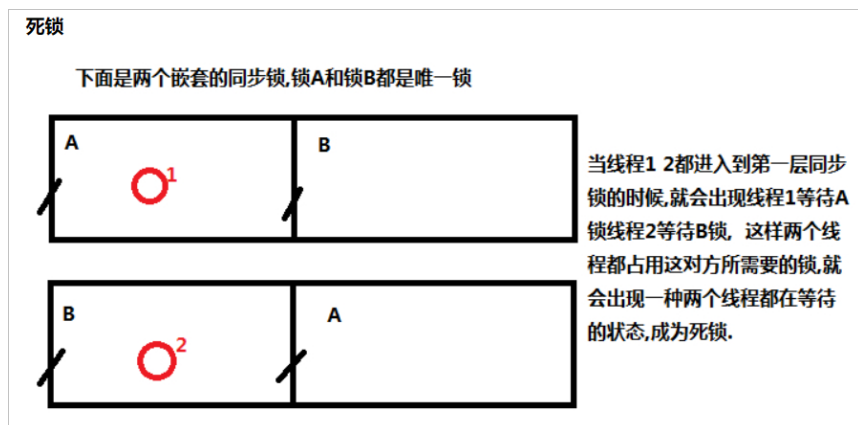 死锁
下面是两个嵌套的同步锁,锁A和锁B都是唯一锁
A
1
B
当线程1 2都进入到第一层同步
锁的时候,就会出现线程1等待A
锁线程2等待B锁, 这样两个线
程都占用这对方所需要的锁,就
会出现一种两个线程都在等待
的状态,成为死锁.
B
2
A